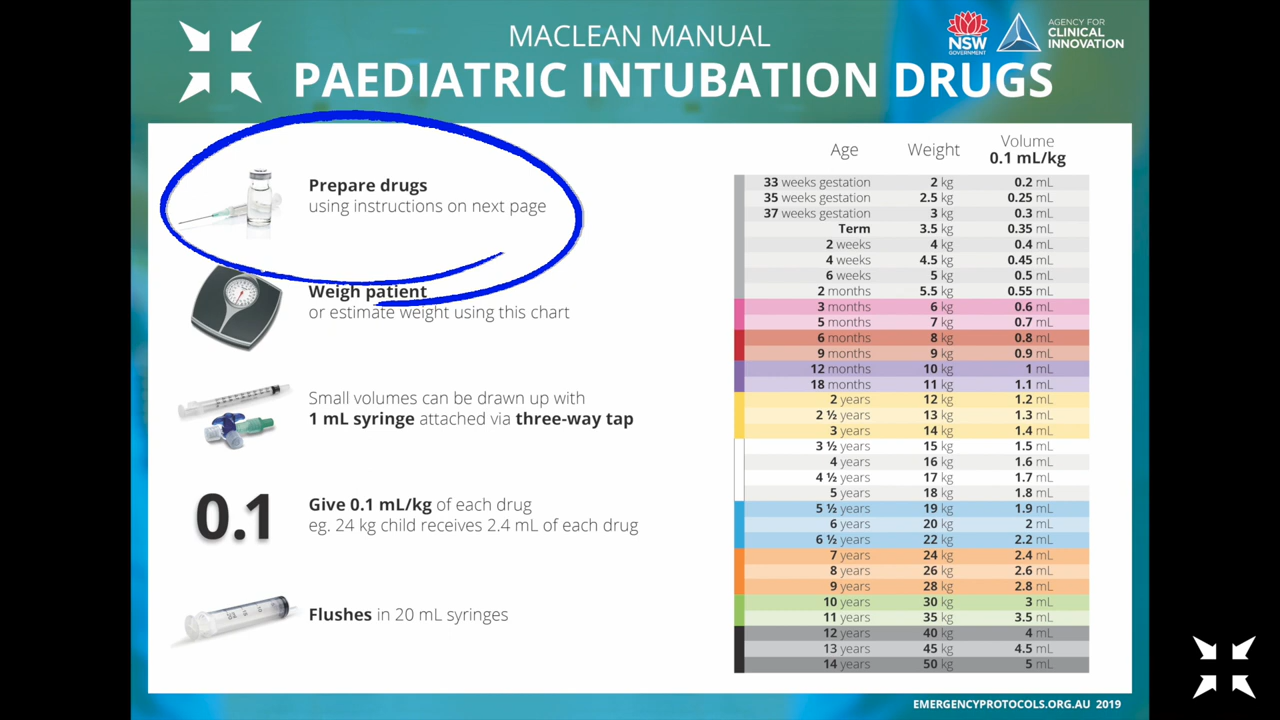 MACLEAN MANUAL
PAEDIATRIC INTUBATION DRUGS
NSW
GOVERNMENT
AGENCY FOR
CLINICAL
INNOVATION
Prepare drugs
using instructions on next page
Weigh patient
or estimate weight using this chart
Small volumes can be drawn up with
1 mL syringe attached via three-way tap
0.1
Give 0.1 mL/kg of each drug
eg. 24 kg child receives 2.4 mL of each drug
Flushes in 20 mL syringes
Age Weight Volume
0.1 mL/kg
33 weeks gestation 2 kg 0.2 mL
35 weeks gestation 2.5 kg 0.25 mL
37 weeks gestation 3 kg 0.3 mL
Term 3.5 kg 0.35 mL
2 weeks 4 kg 0.4 mL
4 weeks 4.5 kg 0.45 mL
6 weeks 5 kg 0.5 mL
2 months 5.5 kg 0.55 mL
3 months 6 kg 0.6 mL
5 months 7 kg 0.7 mL
6 months 8 kg 0.8 mL
9 months 9 kg 0.9 mL
12 months 10 kg 1 mL
18 months 11 kg 1.1 mL
2 years 12 kg 1.2 mL
2 ½ years 13 kg 1.3 mL
3 years 14 kg 1.4 mL
3 ½ years 15 kg 1.5 mL
4 years 16 kg 1.6 mL
4 ½ years 17 kg 1.7 mL
5 years 18 kg 1.8 mL
5 ½ years 19 kg 1.9 mL
6 years 20 kg 2 mL
6 ½ years 22 kg 2.2 mL
7 years 24 kg 2.4 mL
8 years 26 kg 2.6 mL
9 years 28 kg 2.8 mL
10 years 30 kg 3 mL
11 years 35 kg 3.5 mL
12 years 40 kg 4 mL
13 years 45 kg 4.5 mL
14 years 50 kg 5 mL
EMERGENCYPROTOCOLS.ORG.AU 2019